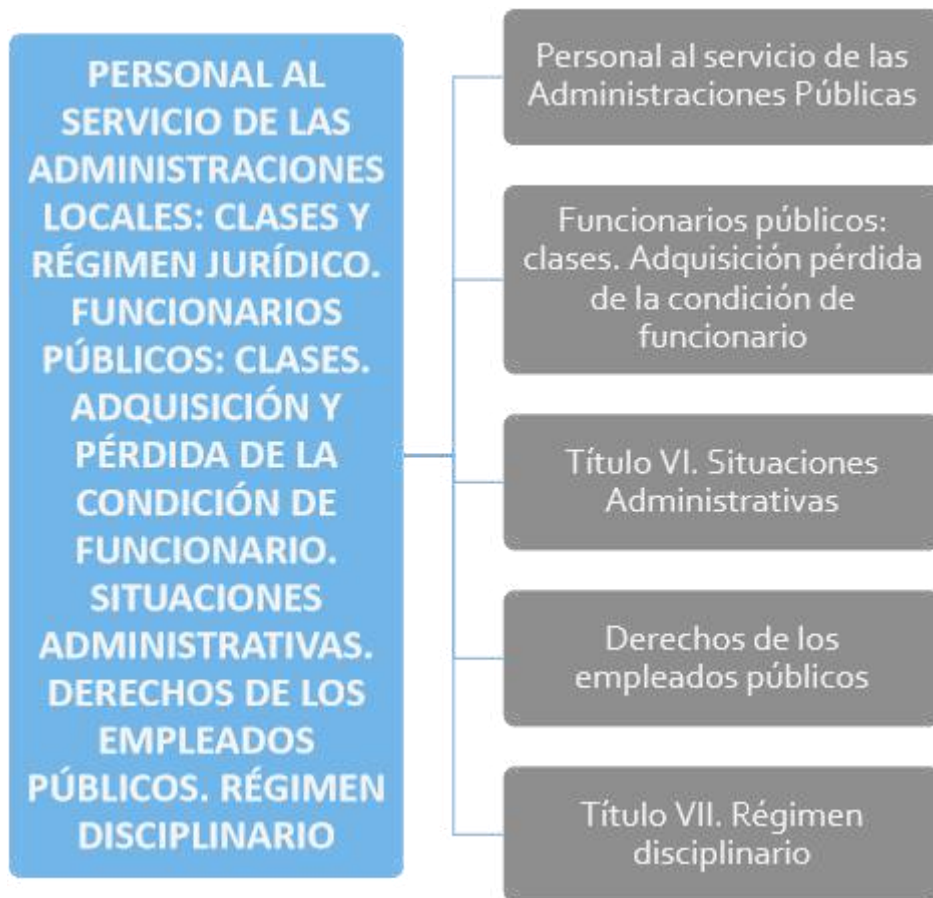 PERSONAL AL
SERVICIO DE LAS
ADMINISTRACIONES
LOCALES: CLASES Y
RÉGIMEN JURÍDICO.
FUNCIONARIOS
PÚBLICOS: CLASES.
ADQUISICIÓN Y
PÉRDIDA DE LA
CONDICIÓN DE
FUNCIONARIO.
SITUACIONES
ADMINISTRATIVAS.
DERECHOS DE LOS
EMPLEADOS
PÚBLICOS. RÉGIMEN
DISCIPLINARIO
Personal al servicio de las
Administraciones Públicas
Funcionarios públicos:
clases. Adquisición pérdida
de la condición de
funcionario
Título VI. Situaciones
Administrativas
Derechos de los
empleados públicos
Título VII. Régimen
disciplinario